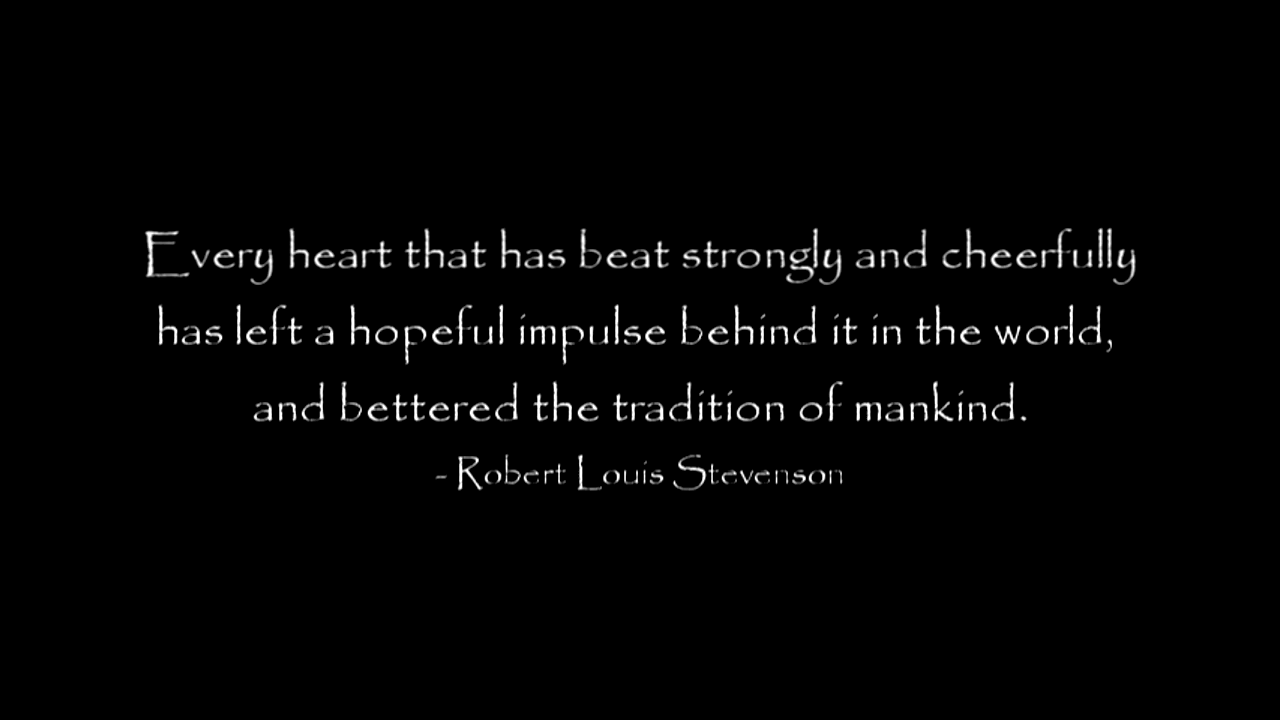 Every heart that has beat strongly and cheerfully
has left a hopeful impulse behind it in the world,
and bettered the tradition of mankind.
- Robert Louis Stevenson